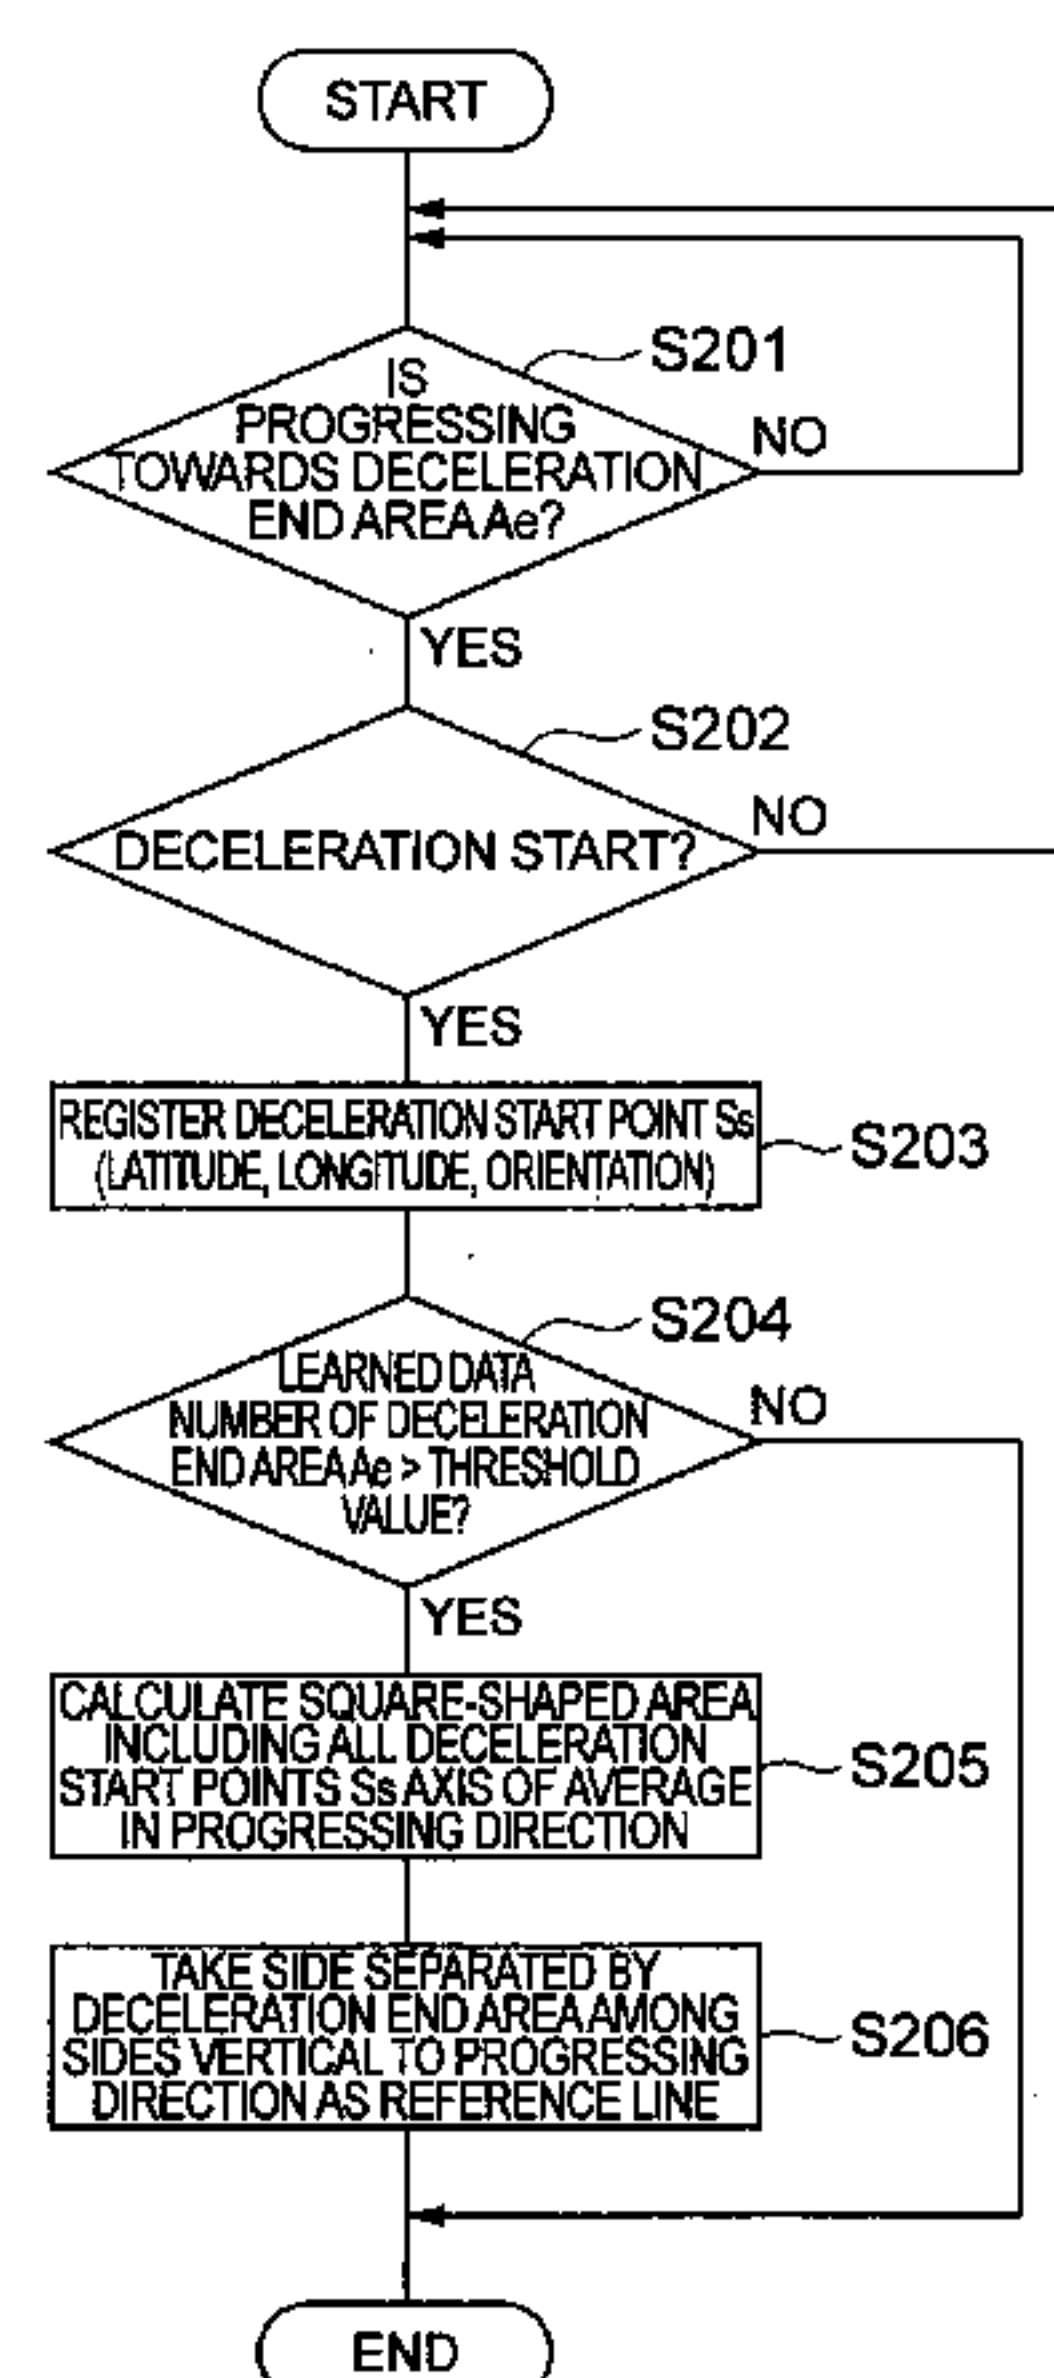 START
S201
IS
PROGRESSING
TOWARDS DECELERATION
END AREA Ae?
NO
YES
S202
DECELERATION START?
NO
YES
REGISTER DECELERATION START POINT Ss
(LATITUDE, LONGITUDE, ORIENTATION)
S203
S204
LEARNED DATA
NUMBER OF DECELERATION
END AREA Ae > THRESHOLD
VALUE?
NO
YES
CALCULATE SQUARE-SHAPED AREA
INCLUDING ALL DECELERATION
START POINTS Ss AXIS OF AVERAGE
IN PROGRESSING DIRECTION
S205
TAKE SIDE SEPARATED BY
DECELERATION END AREA AMONG
SIDES VERTICAL TO PROGRESSING
DIRECTION AS REFERENCE LINE
S206
END